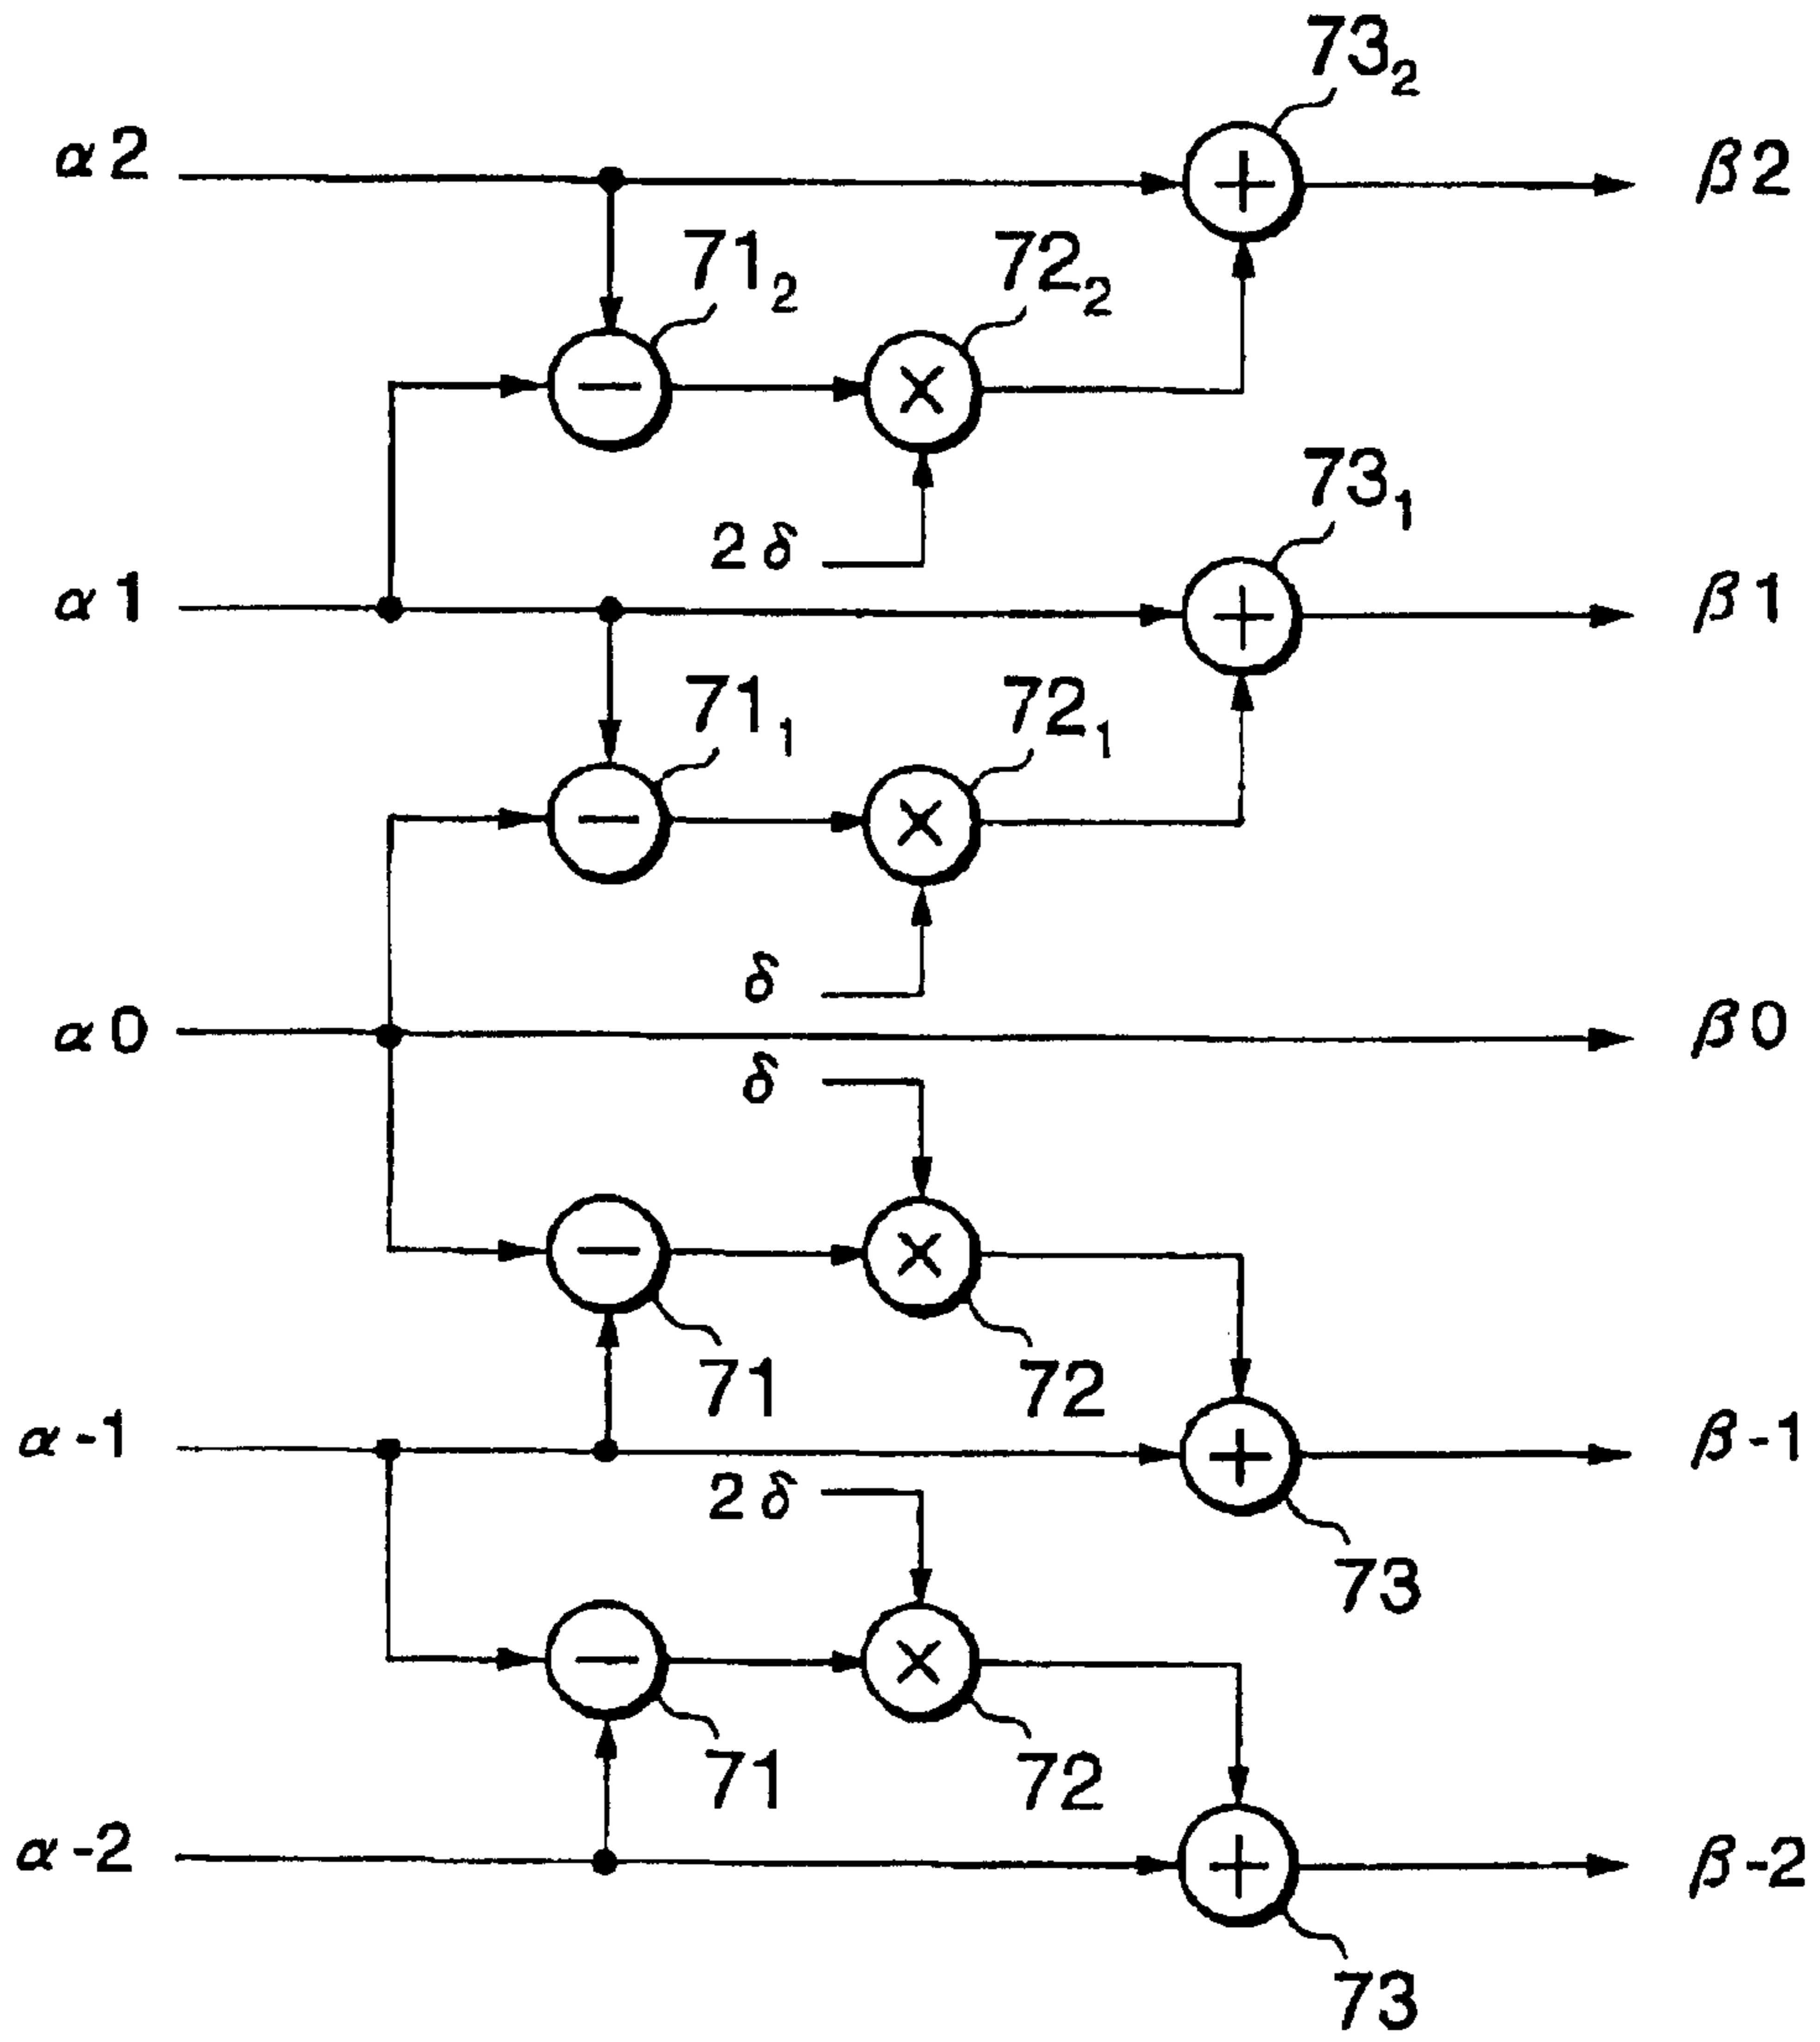 73₂
α2 β2
71₂ 72₂
73₁
2δ
α1 β1
71₁ 72₁
δ
α0 β0
δ
71 72
α-1 β-1
2δ
73
71 72
α-2 β-2
73